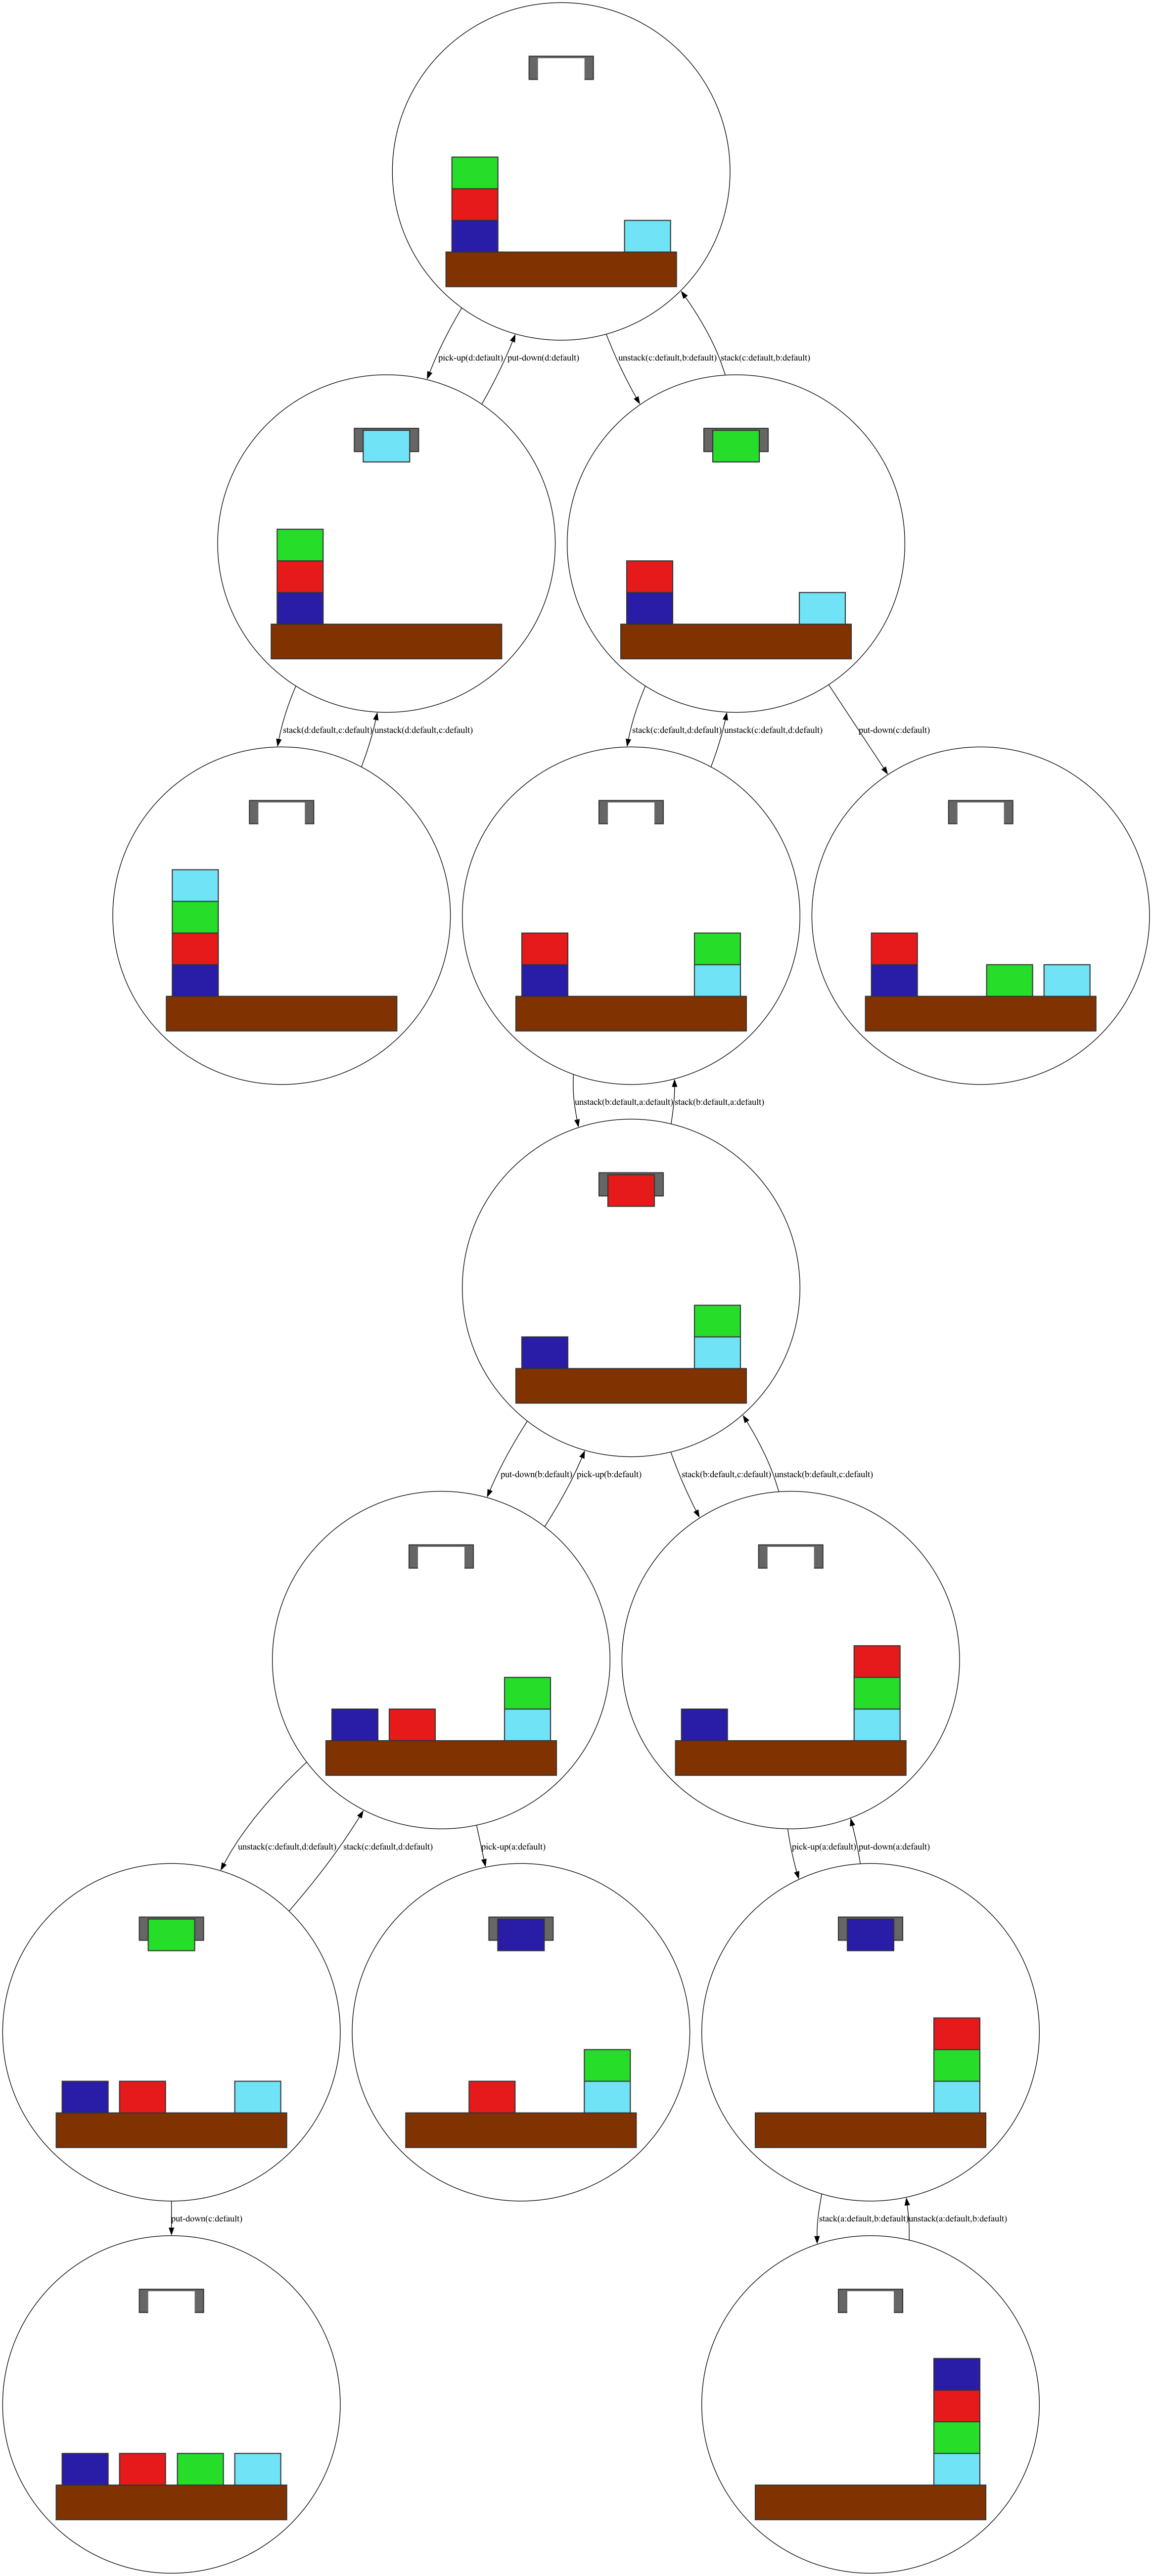 pick-up(d:default)
put-down(d:default)
unstack(c:default,b:default)
stack(c:default,b:default)
stack(d:default,c:default)
unstack(d:default,c:default)
stack(c:default,d:default)
unstack(c:default,d:default)
put-down(c:default)
unstack(b:default,a:default)
stack(b:default,a:default)
put-down(b:default)
pick-up(b:default)
stack(b:default,c:default)
unstack(b:default,c:default)
unstack(c:default,d:default)
stack(c:default,d:default)
pick-up(a:default)
pick-up(a:default)
put-down(a:default)
put-down(c:default)
stack(a:default,b:default)
unstack(a:default,b:default)